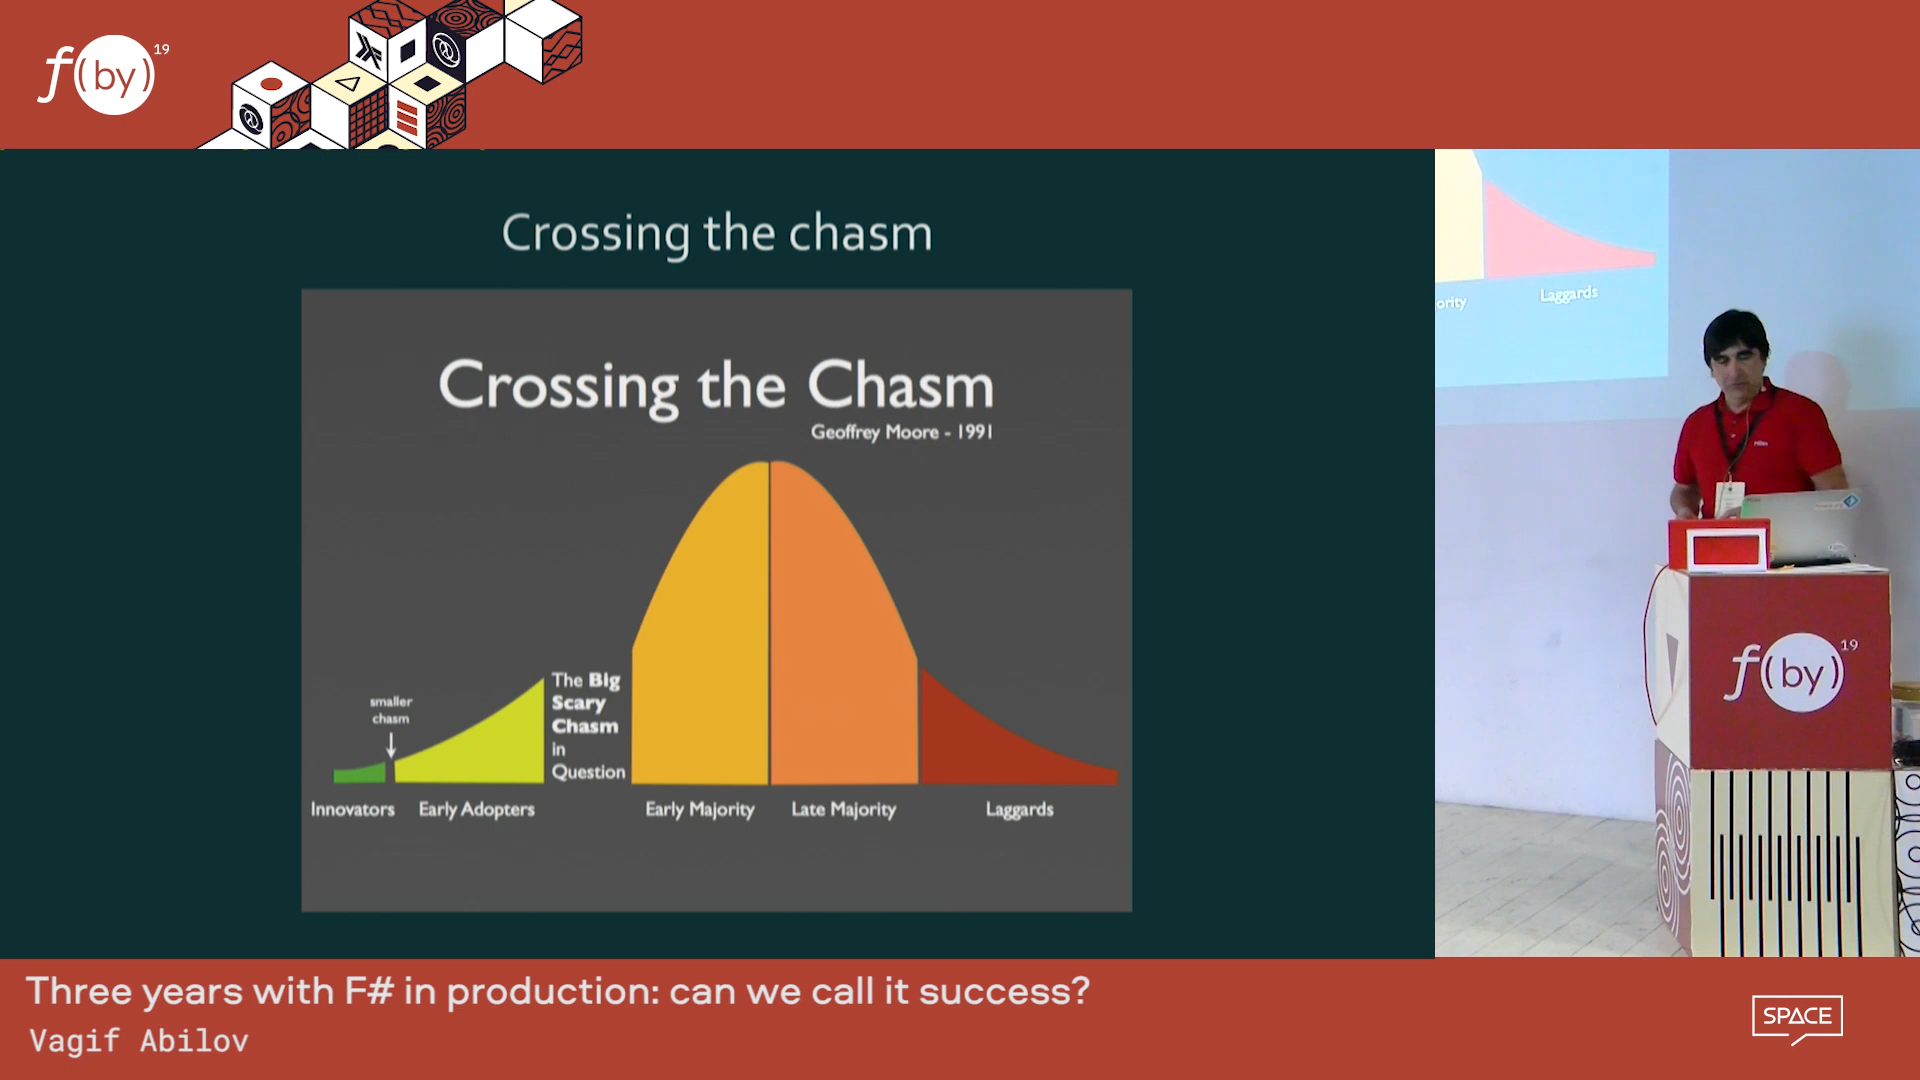 f(by) 19
Crossing the chasm
Crossing the Chasm
Geoffrey Moore - 1991
smaller
chasm
The Big
Scary
Chasm
in
Question
Innovators
Early Adopters
Early Majority
Late Majority
Laggards
ority
Laggards
f(by) 19
Three years with F# in production: can we call it success?
Vagif Abilov
SPACE